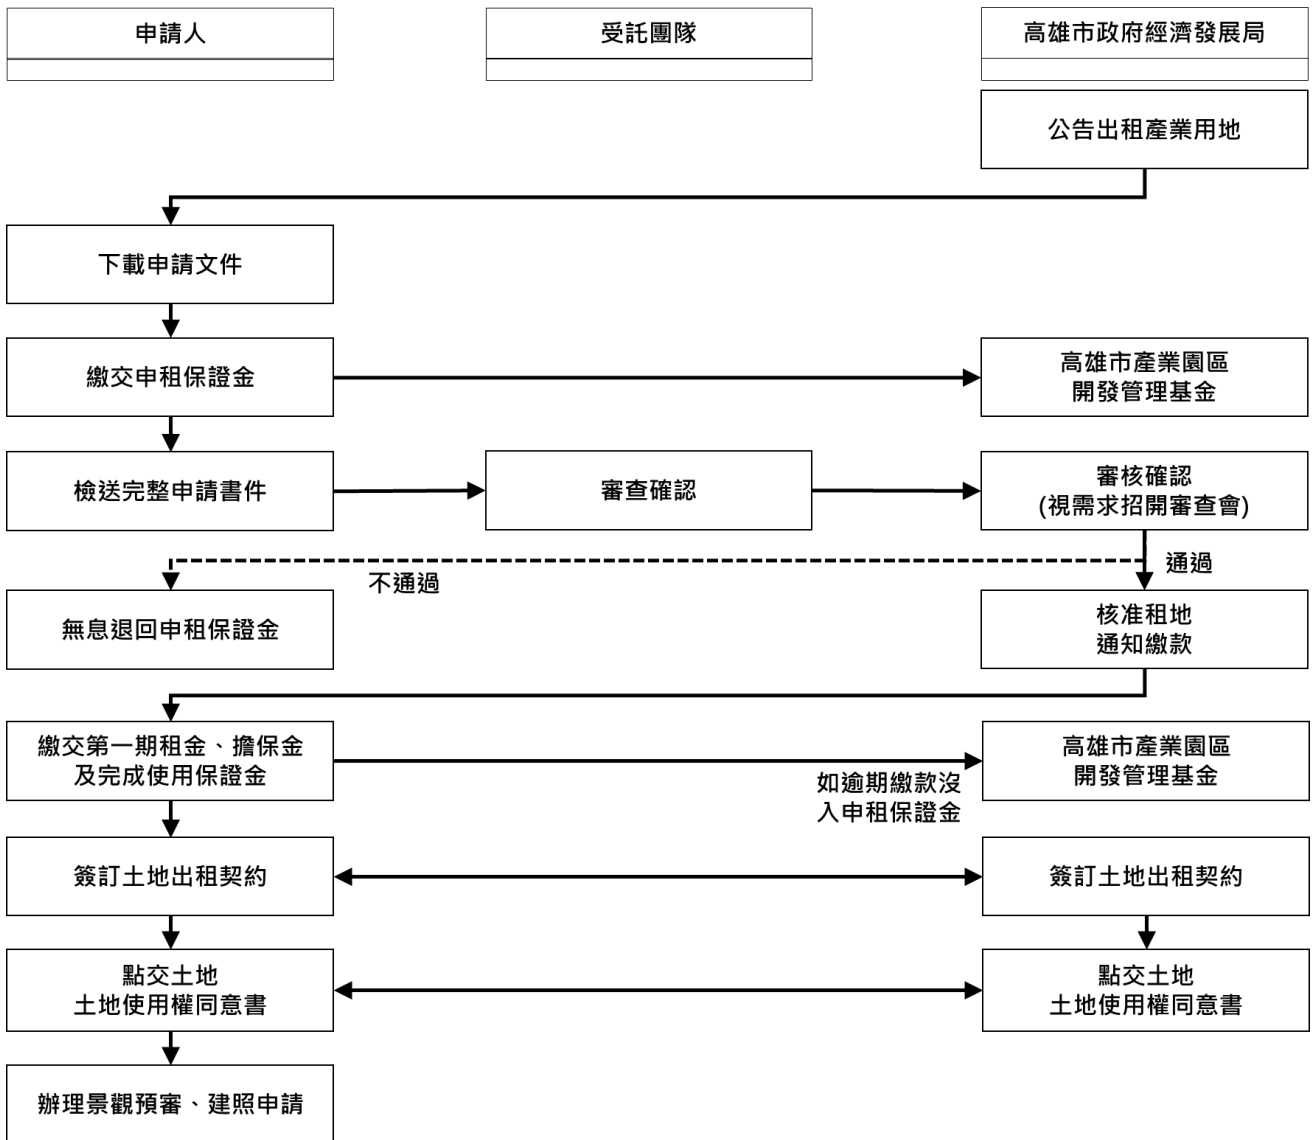 申請人
受託團隊
高雄市政府經濟發展局
公告出租產業用地
下載申請文件
繳交申租保證金
高雄市產業園區
開發管理基金
檢送完整申請書件
審查確認
審核確認
(視需求招開審查會)
不通過
通過
無息退回申租保證金
核准租地
通知繳款
繳交第一期租金、擔保金
及完成使用保證金
如逾期繳款沒
入申租保證金
高雄市產業園區
開發管理基金
簽訂土地出租契約
簽訂土地出租契約
點交土地
土地使用權同意書
點交土地
土地使用權同意書
辦理景觀預審、建照申請